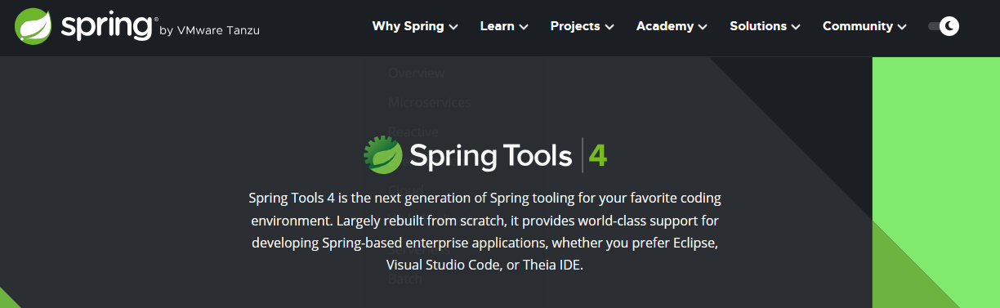 spring® by VMware Tanzu
Why Spring Learn Projects Academy Solutions Community
Overview
Microservices
Reactive
Spring Tools 4
Cloud
Spring Tools 4 is the next generation of Spring tooling for your favorite coding
environment. Largely rebuilt from scratch, it provides world-class support for
developing Spring-based enterprise applications, whether you prefer Eclipse,
Visual Studio Code, or Theia IDE.
Batch